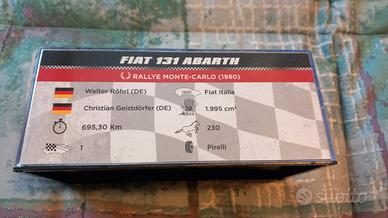 FIAT 131 ABARTH
RALLYE MONTE-CARLO (1980)
Walter Röhrl (DE)
Fiat Italia
Christian Geistdörfer (DE)
1.995 cm³
695,30 Km
230
1
Pirelli
subito